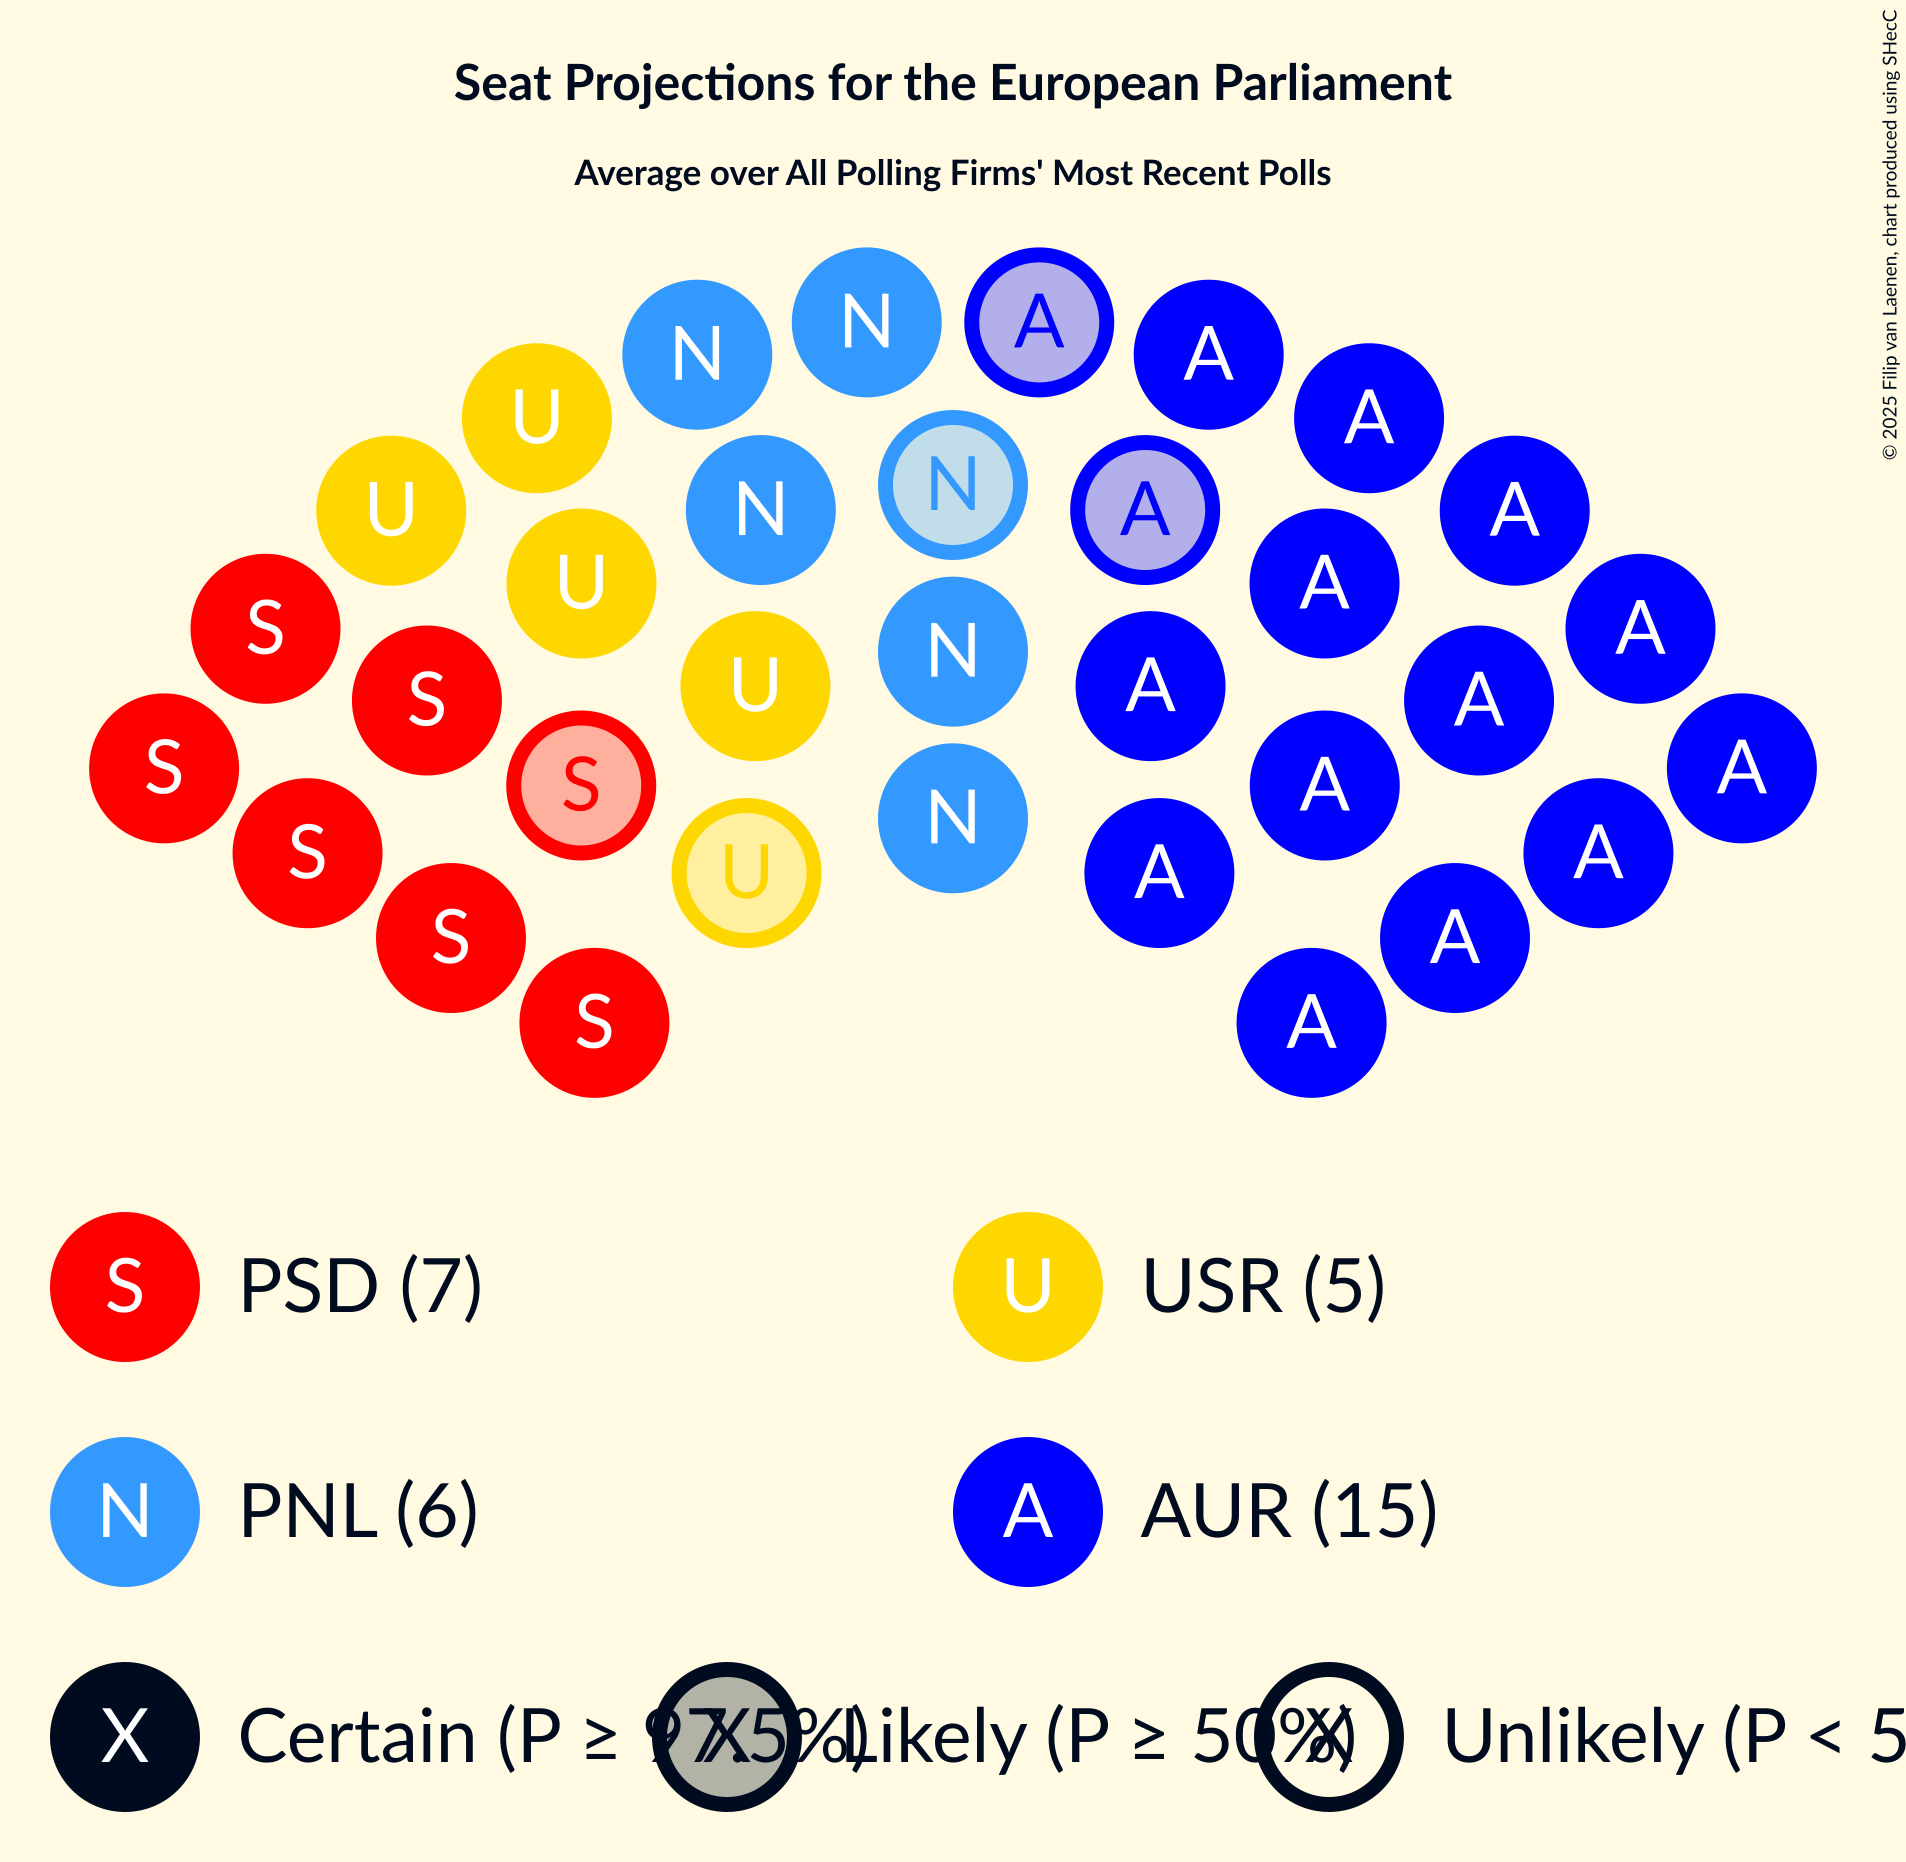 Seat Projections for the European Parliament
Average over All Polling Firms' Most Recent Polls
© 2025 Filip van Laenen, chart produced using SHecC
N N A A
U N A
U N N A A A
U U A A
S S U N A A A
S S S A A A
S U N A A
S A
S A
S PSD (7) U USR (5)
N PNL (6) A AUR (15)
X Certain (P ≥ 97.5%) X Likely (P ≥ 50%) X Unlikely (P < 5